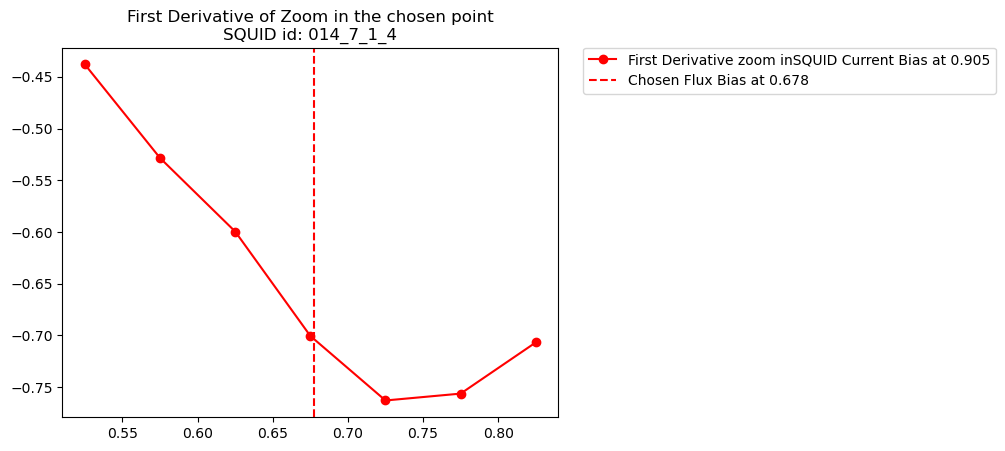 First Derivative of Zoom in the chosen point
SQUID id: 014_7_1_4
First Derivative zoom inSQUID Current Bias at 0.905
Chosen Flux Bias at 0.678
−0.45
−0.50
−0.55
−0.60
−0.65
−0.70
−0.75
0.55 0.60 0.65 0.70 0.75 0.80